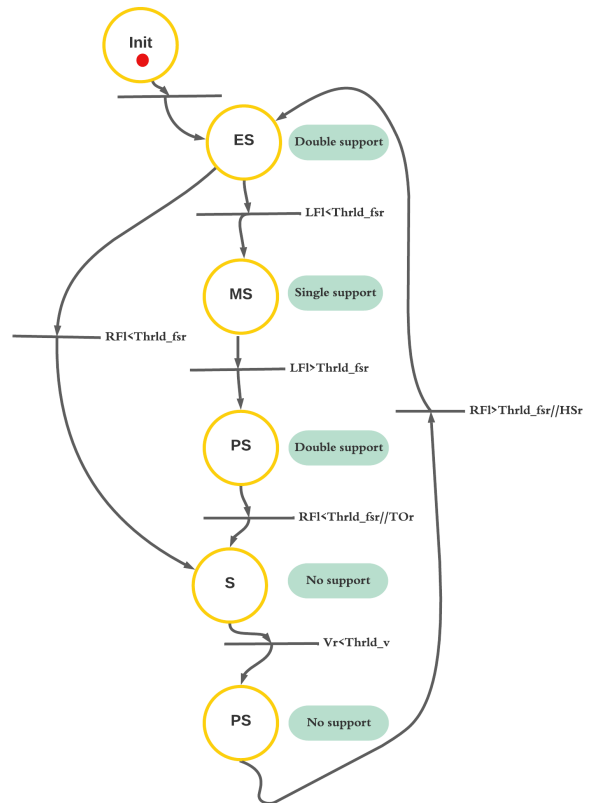 Init
ES
Double support
LFl<Thrld_fsr
MS
Single support
RFl<Thrld_fsr
LFl>Thrld_fsr
RFl>Thrld_fsr//HSr
PS
Double support
RFl<Thrld_fsr//TOr
S
No support
Vr<Thrld_v
PS
No support